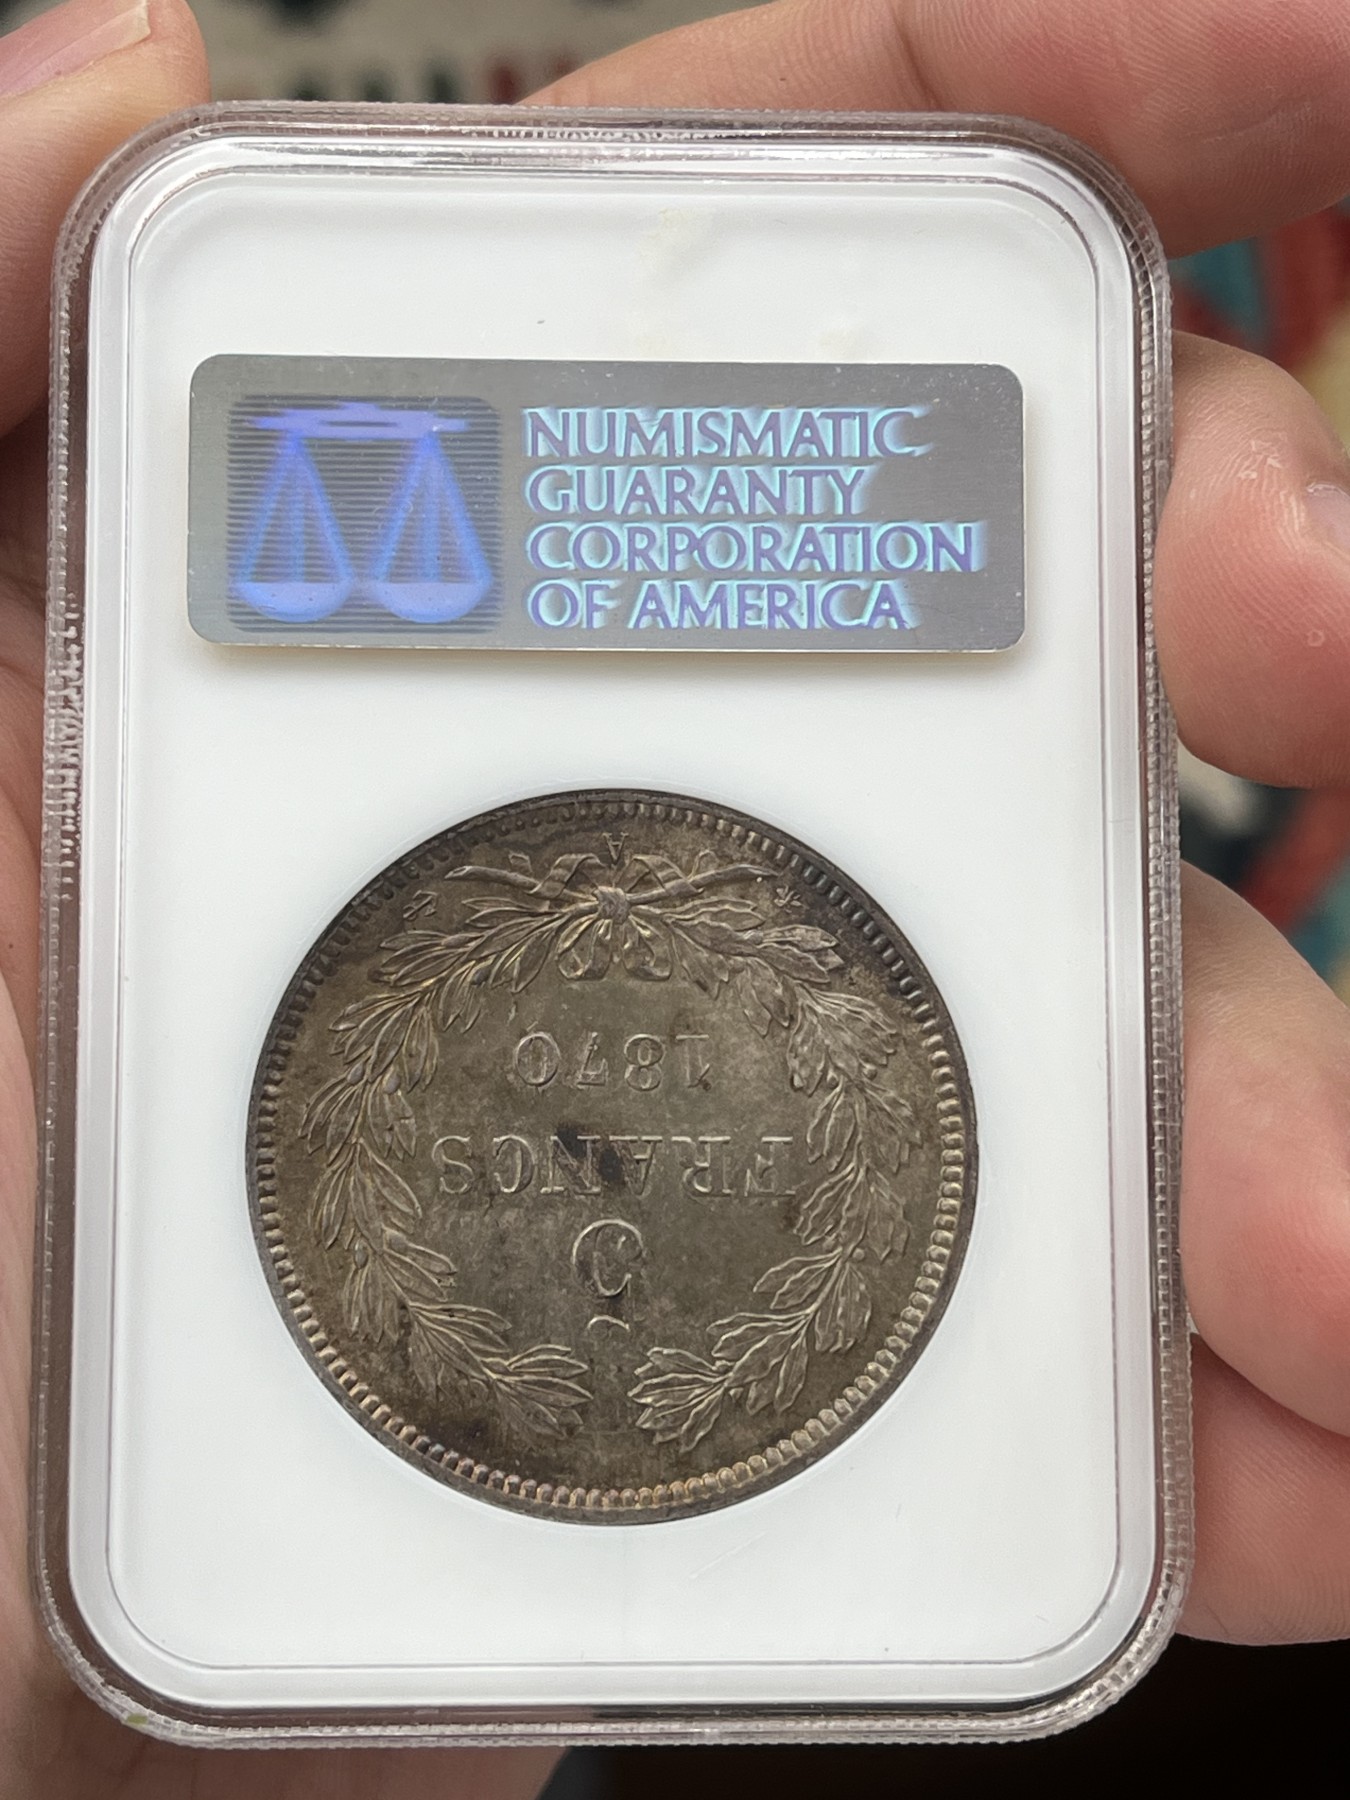 NUMISMATIC
GUARANTY
CORPORATION
OF AMERICA
5
FRANCS
1870
A